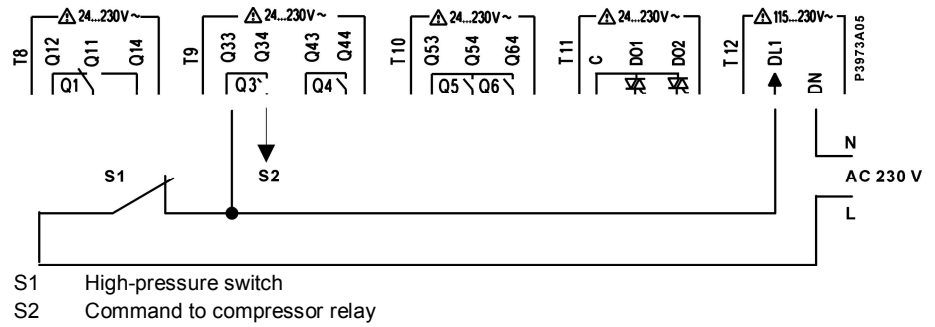 T8 ⚠ 24...230V~ Q12 Q11 Q14 Q1
T9 ⚠ 24...230V~ Q33 Q34 Q43 Q44 Q3 Q4
T10 ⚠ 24...230V~ Q53 Q54 Q64 Q5 Q6
T11 ⚠ 24...230V~ C DO1 DO2
T12 ⚠ 115...230V~ DL1 DN
P3973A05
S1
S2
N
AC 230 V
L
S1 High-pressure switch
S2 Command to compressor relay